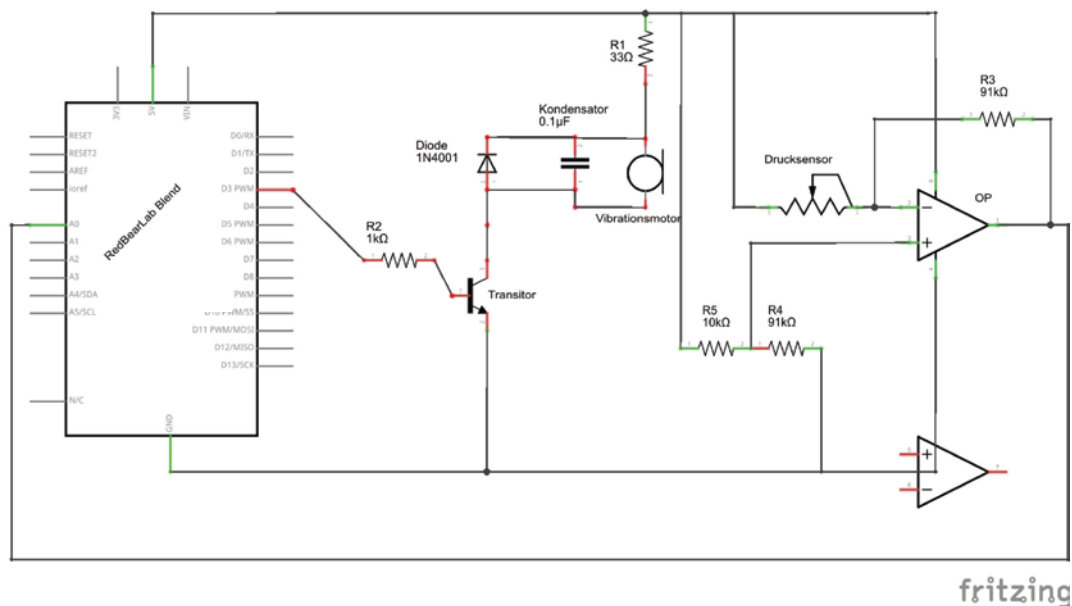 3V3
5V
VIN
RESET
RESET2
AREF
ioref
A0
A1
A2
A3
A4/SDA
A5/SCL
N/C
RedBearLab Blend
D0/RX
D1/TX
D2
D3 PWM
D4
D5 PWM
D6 PWM
D7
D8
PWM
D11 PWM/MOSI
D12/MISO
D13/SCK
GND
R2
1kΩ
Transitor
Diode
1N4001
Kondensator
0.1μF
R1
33Ω
Vibrationsmotor
Drucksensor
R3
91kΩ
OP
R5
10kΩ
R4
91kΩ
fritzing